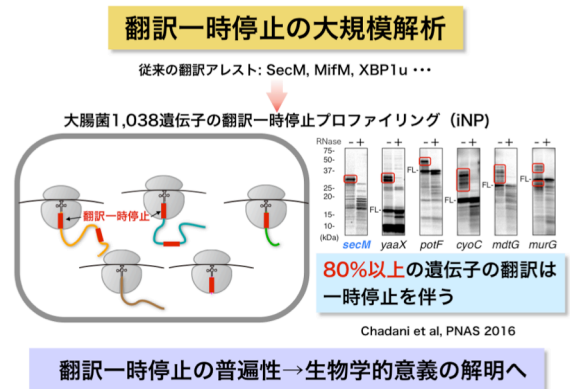 翻訳一時停止の大規模解析
従来の翻訳アレスト: SecM, MifM, XBP1u ･･･
大腸菌1,038遺伝子の翻訳一時停止プロファイリング（iNP)
翻訳一時停止
RNase - + - + - + - + - + - +
75-
50-
37-
25-
20-
15-
10-
(kDa)
FL-
FL-
FL-
FL-
FL-
secM yaaX potF cyoC mdtG murG
80%以上の遺伝子の翻訳は
一時停止を伴う
Chadani et al, PNAS 2016
翻訳一時停止の普遍性→生物学的意義の解明へ